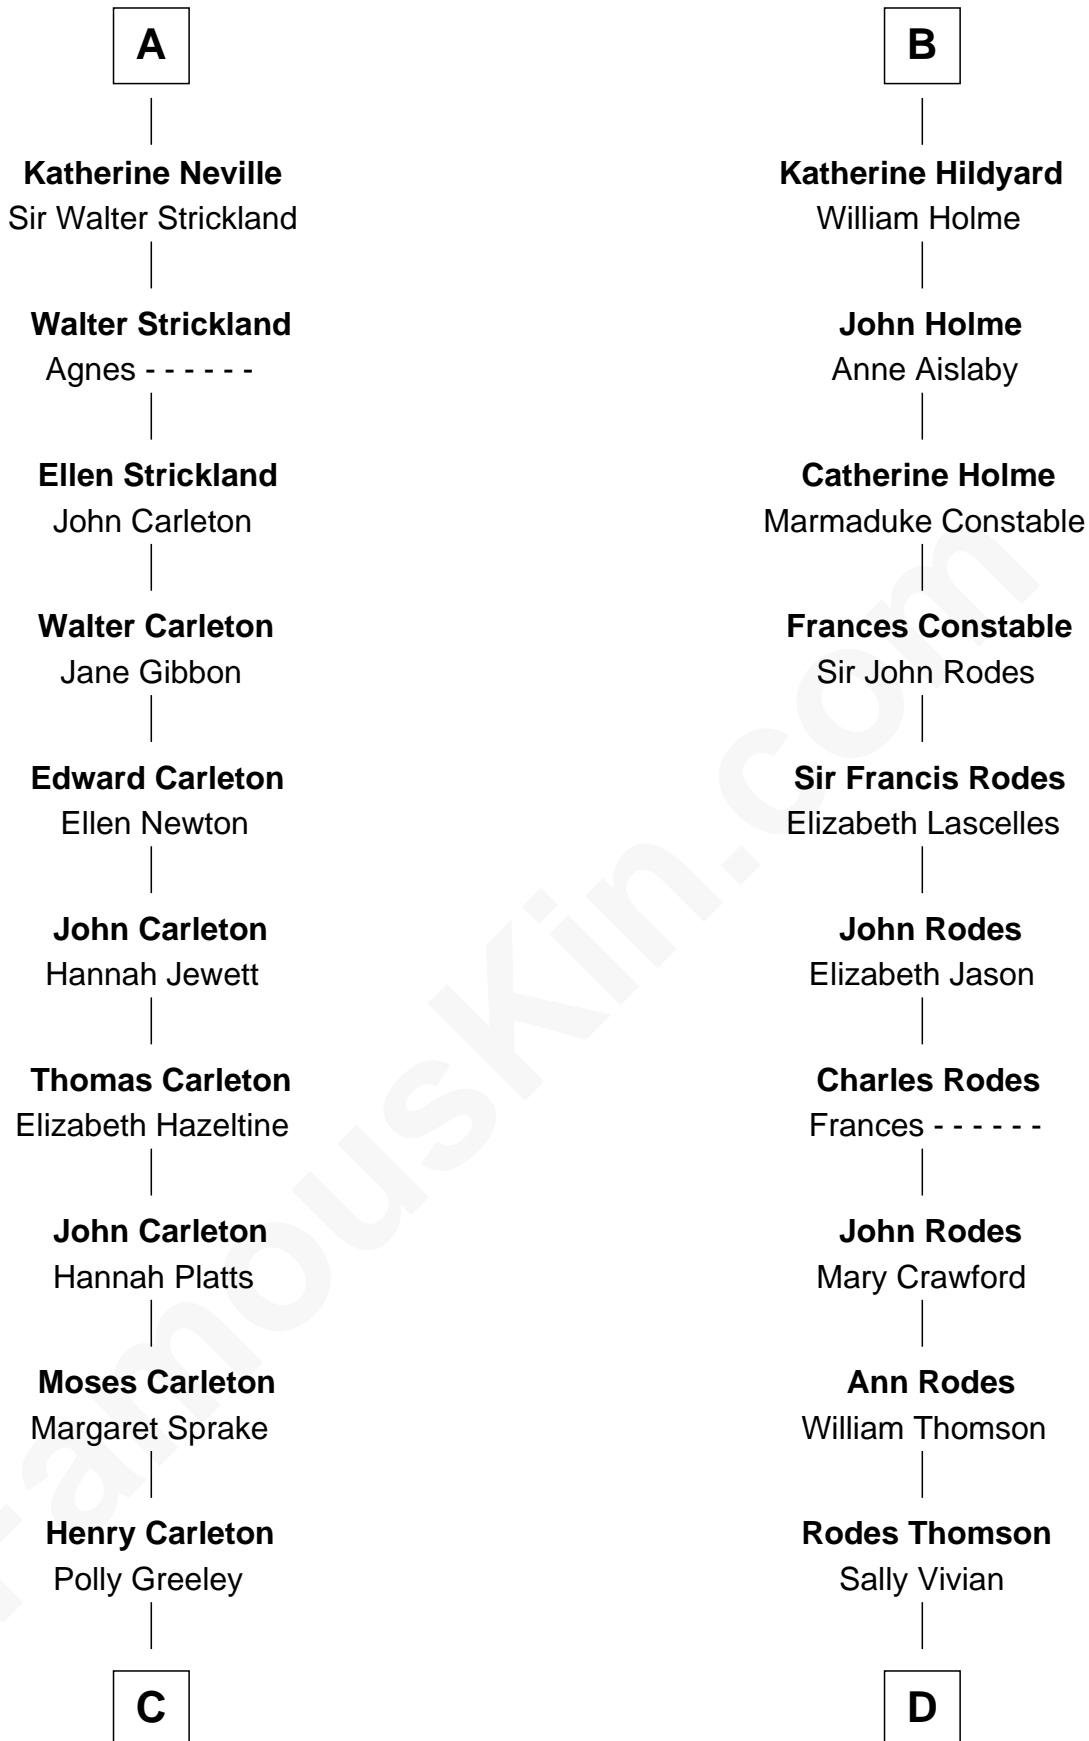 A
Katherine Neville
Sir Walter Strickland
Walter Strickland
Agnes - - - - - -
Ellen Strickland
John Carleton
Walter Carleton
Jane Gibbon
Edward Carleton
Ellen Newton
John Carleton
Hannah Jewett
Thomas Carleton
Elizabeth Hazeltine
John Carleton
Hannah Platts
Moses Carleton
Margaret Sprake
Henry Carleton
Polly Greeley
C
B
Katherine Hildyard
William Holme
John Holme
Anne Aislaby
Catherine Holme
Marmaduke Constable
Frances Constable
Sir John Rodes
Sir Francis Rodes
Elizabeth Lascelles
John Rodes
Elizabeth Jason
Charles Rodes
Frances - - - - - -
John Rodes
Mary Crawford
Ann Rodes
William Thomson
Rodes Thomson
Sally Vivian
D
FamousKin.com